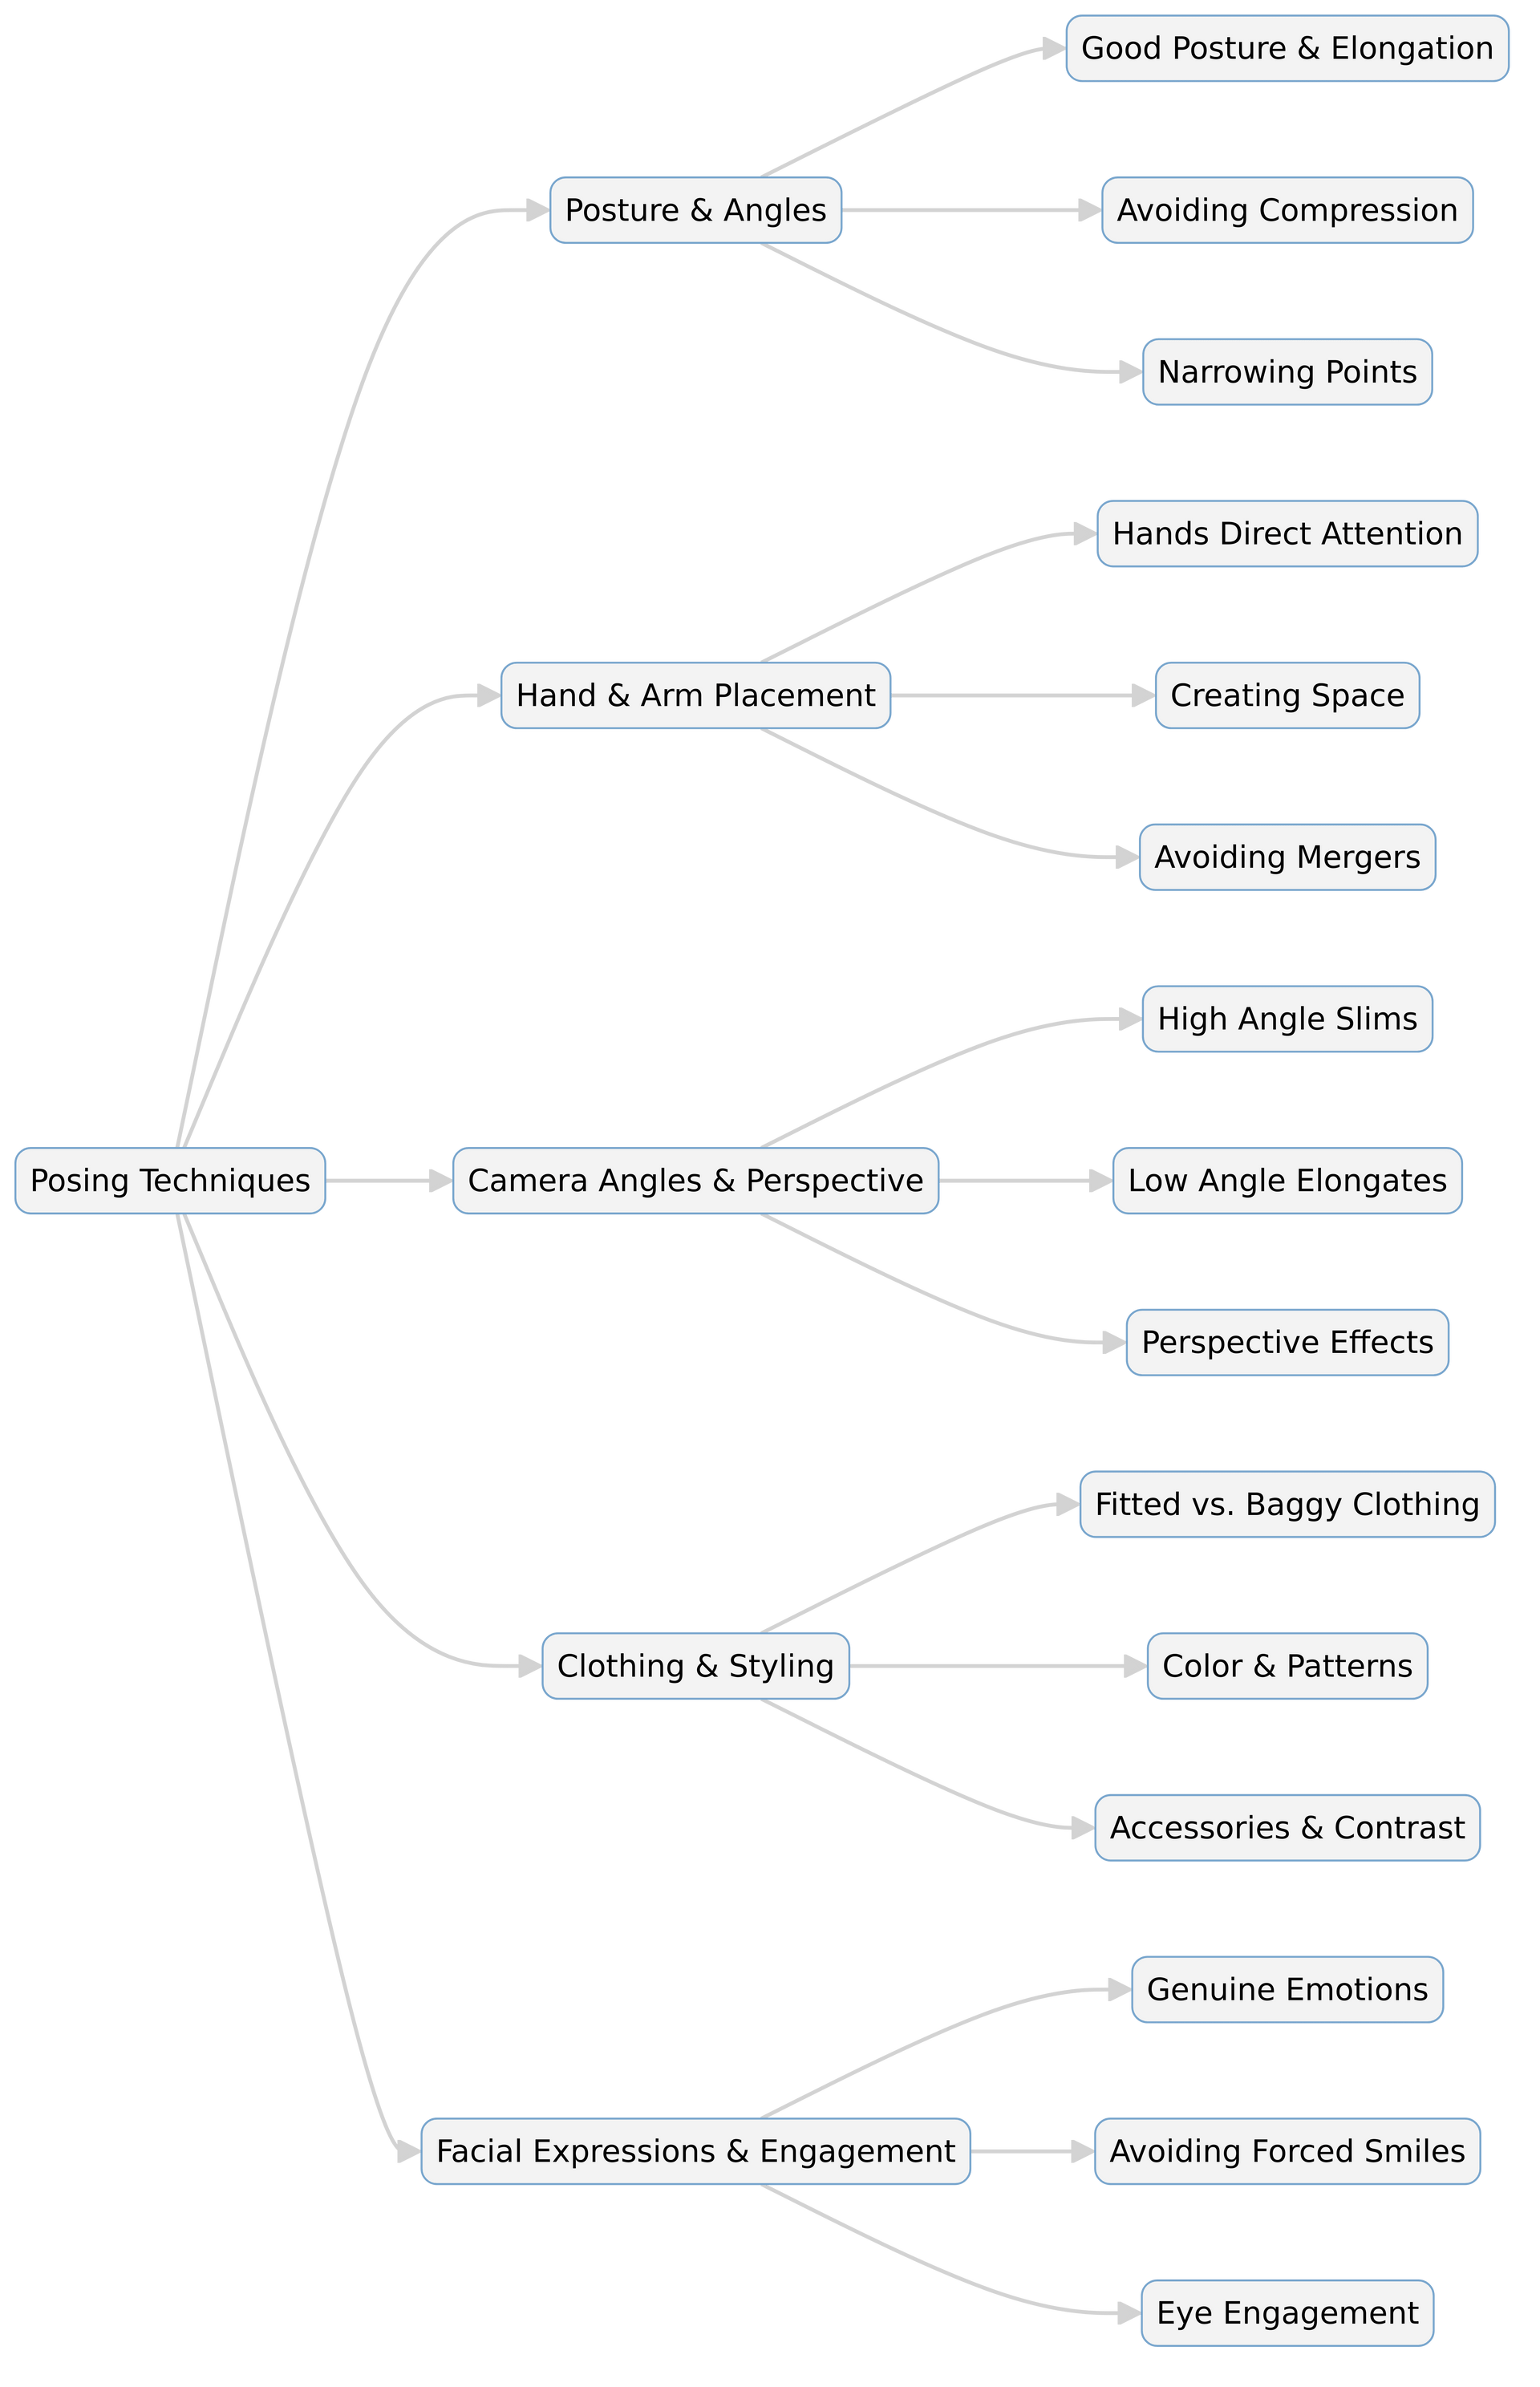 Posing Techniques
Posture & Angles
Good Posture & Elongation
Avoiding Compression
Narrowing Points
Hand & Arm Placement
Hands Direct Attention
Creating Space
Avoiding Mergers
Camera Angles & Perspective
High Angle Slims
Low Angle Elongates
Perspective Effects
Clothing & Styling
Fitted vs. Baggy Clothing
Color & Patterns
Accessories & Contrast
Facial Expressions & Engagement
Genuine Emotions
Avoiding Forced Smiles
Eye Engagement